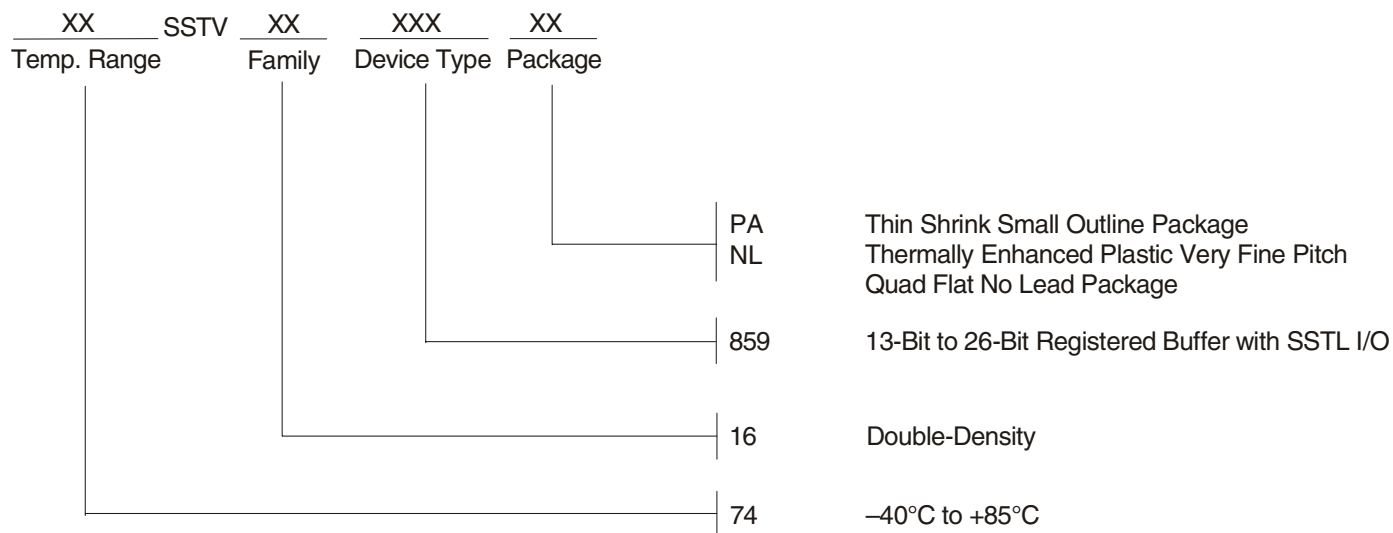 XX SSTV XX XXX XX
Temp. Range Family Device Type Package
PA Thin Shrink Small Outline Package
NL Thermally Enhanced Plastic Very Fine Pitch
Quad Flat No Lead Package
859 13-Bit to 26-Bit Registered Buffer with SSTL I/O
16 Double-Density
74 –40°C to +85°C